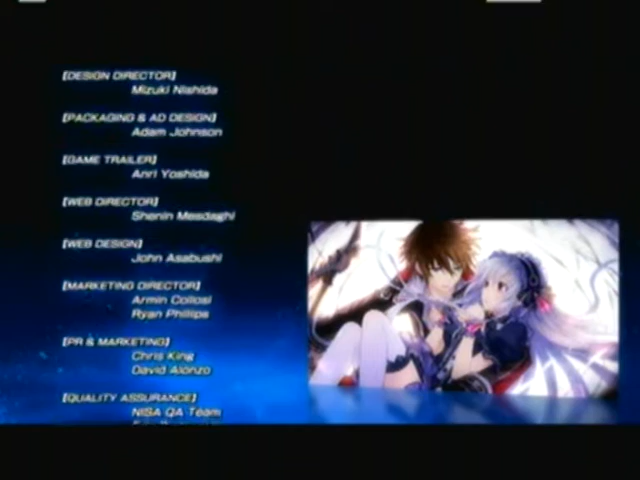 [DESIGN DIRECTOR]
Mizuki Nishida
[PACKAGING & AD DESIGN]
Adam Johnson
[GAME TRAILER]
Anri Yoshida
[WEB DIRECTOR]
Shenin Mesdaghi
[WEB DESIGN]
John Asabushi
[MARKETING DIRECTOR]
Armin Collosi
Ryan Phillips
[PR & MARKETING]
Chris King
David Alonzo
[QUALITY ASSURANCE]
NISA QA Team